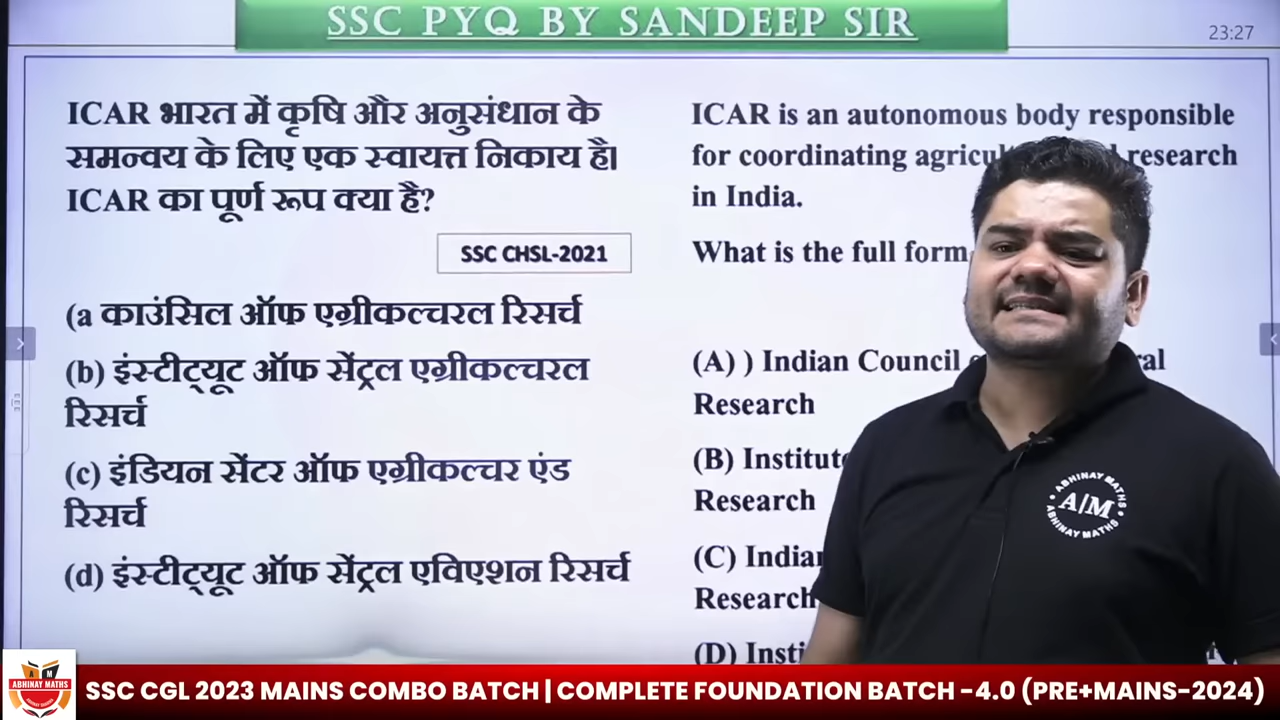 SSC PYQ BY SANDEEP SIR
23:27
ICAR भारत में कृषि और अनुसंधान के
समन्वय के लिए एक स्वायत्त निकाय है।
ICAR का पूर्ण रूप क्या है?
SSC CHSL-2021
(a काउंसिल ऑफ एग्रीकल्चरल रिसर्च
(b) इंस्टीट्यूट ऑफ सेंट्रल एग्रीकल्चरल
रिसर्च
(c) इंडियन सेंटर ऑफ एग्रीकल्चर एंड
रिसर्च
(d) इंस्टीट्यूट ऑफ सेंट्रल एविएशन रिसर्च
ICAR is an autonomous body responsible
for coordinating research
in India.
What is the full form
(A) ) Indian Council
Research
(B)
Research
(C)
Research
(D)
ABHINAY MATHS
A/M
ABHINAY MATHS
A M
ABHINAY MATHS
SSC CGL 2023 MAINS COMBO BATCH | COMPLETE FOUNDATION BATCH -4.0 (PRE+MAINS-2024)